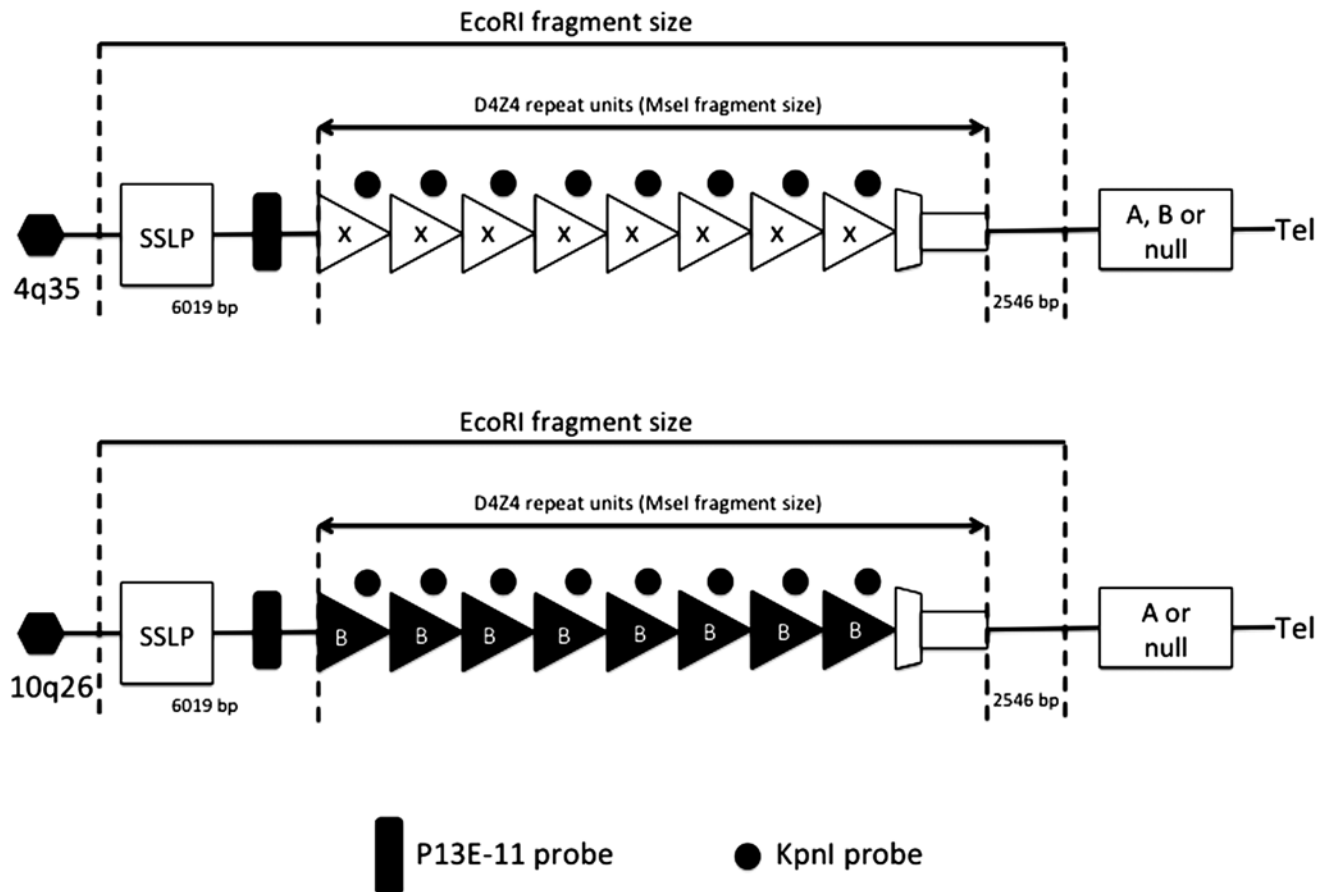 EcoRI fragment size
D4Z4 repeat units (MseI fragment size)
SSLP
X X X X X X X X
A, B or
null
Tel
4q35
6019 bp
2546 bp
EcoRI fragment size
D4Z4 repeat units (MseI fragment size)
SSLP
B B B B B B B B
A or
null
Tel
10q26
6019 bp
2546 bp
P13E-11 probe
KpnI probe